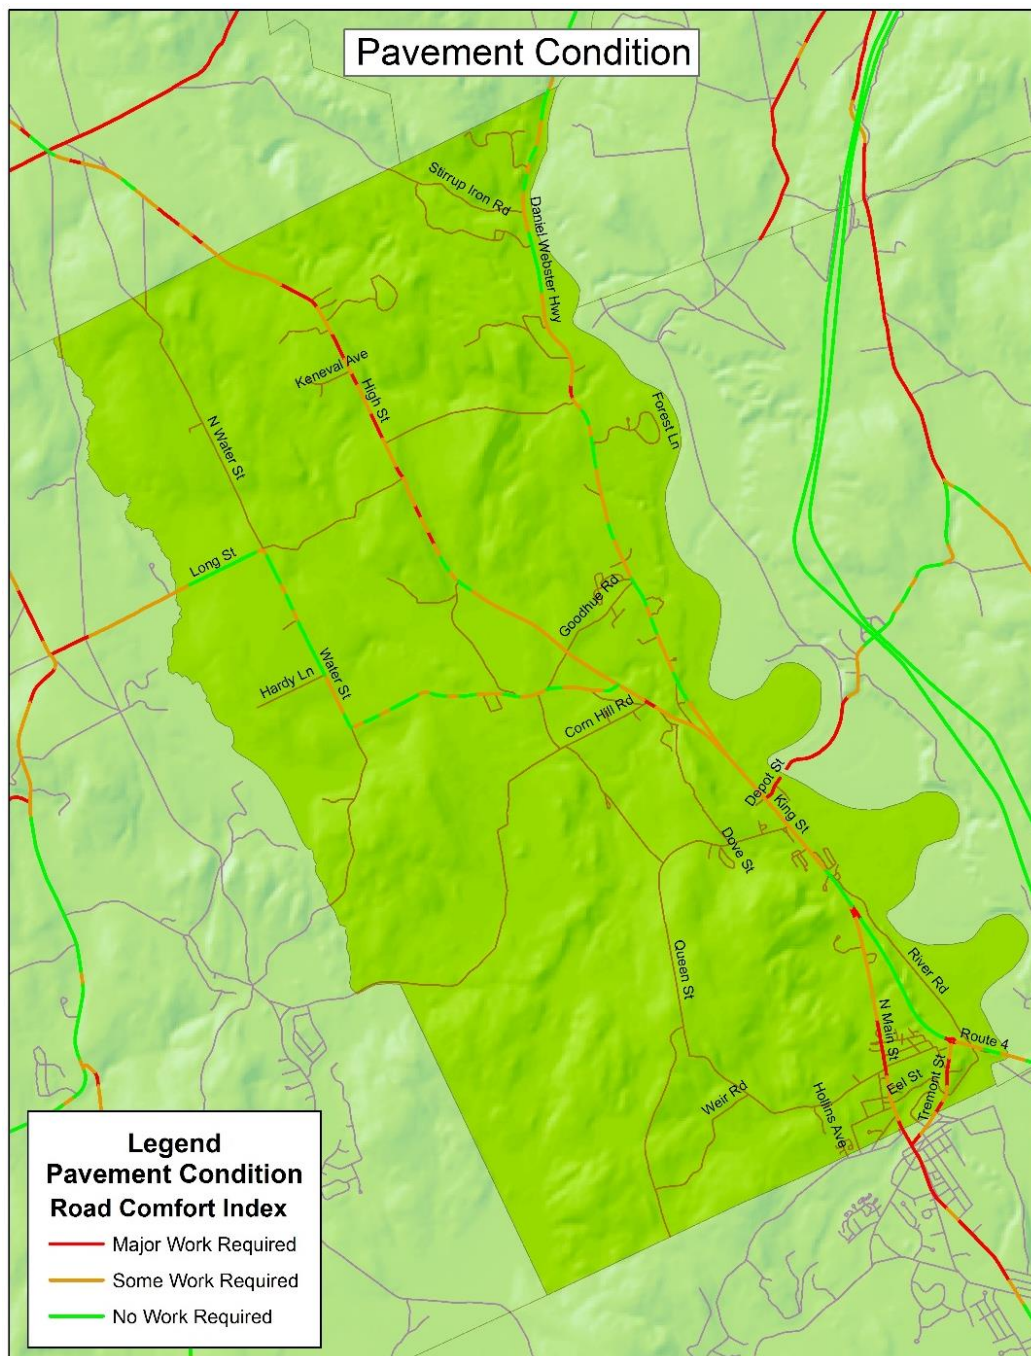 Pavement Condition
Stirrup Iron Rd
Daniel Webster Hwy
Keneval Ave
High St
Forest Ln
N Water St
Long St
Goodhue Rd
Water St
Hardy Ln
Corn Hill Rd
Depot St
King St
Dove St
Queen St
River Rd
N Main St
Route 4
Eel St
Tremont St
Weir Rd
Hollins Ave
Legend
Pavement Condition
Road Comfort Index
Major Work Required
Some Work Required
No Work Required